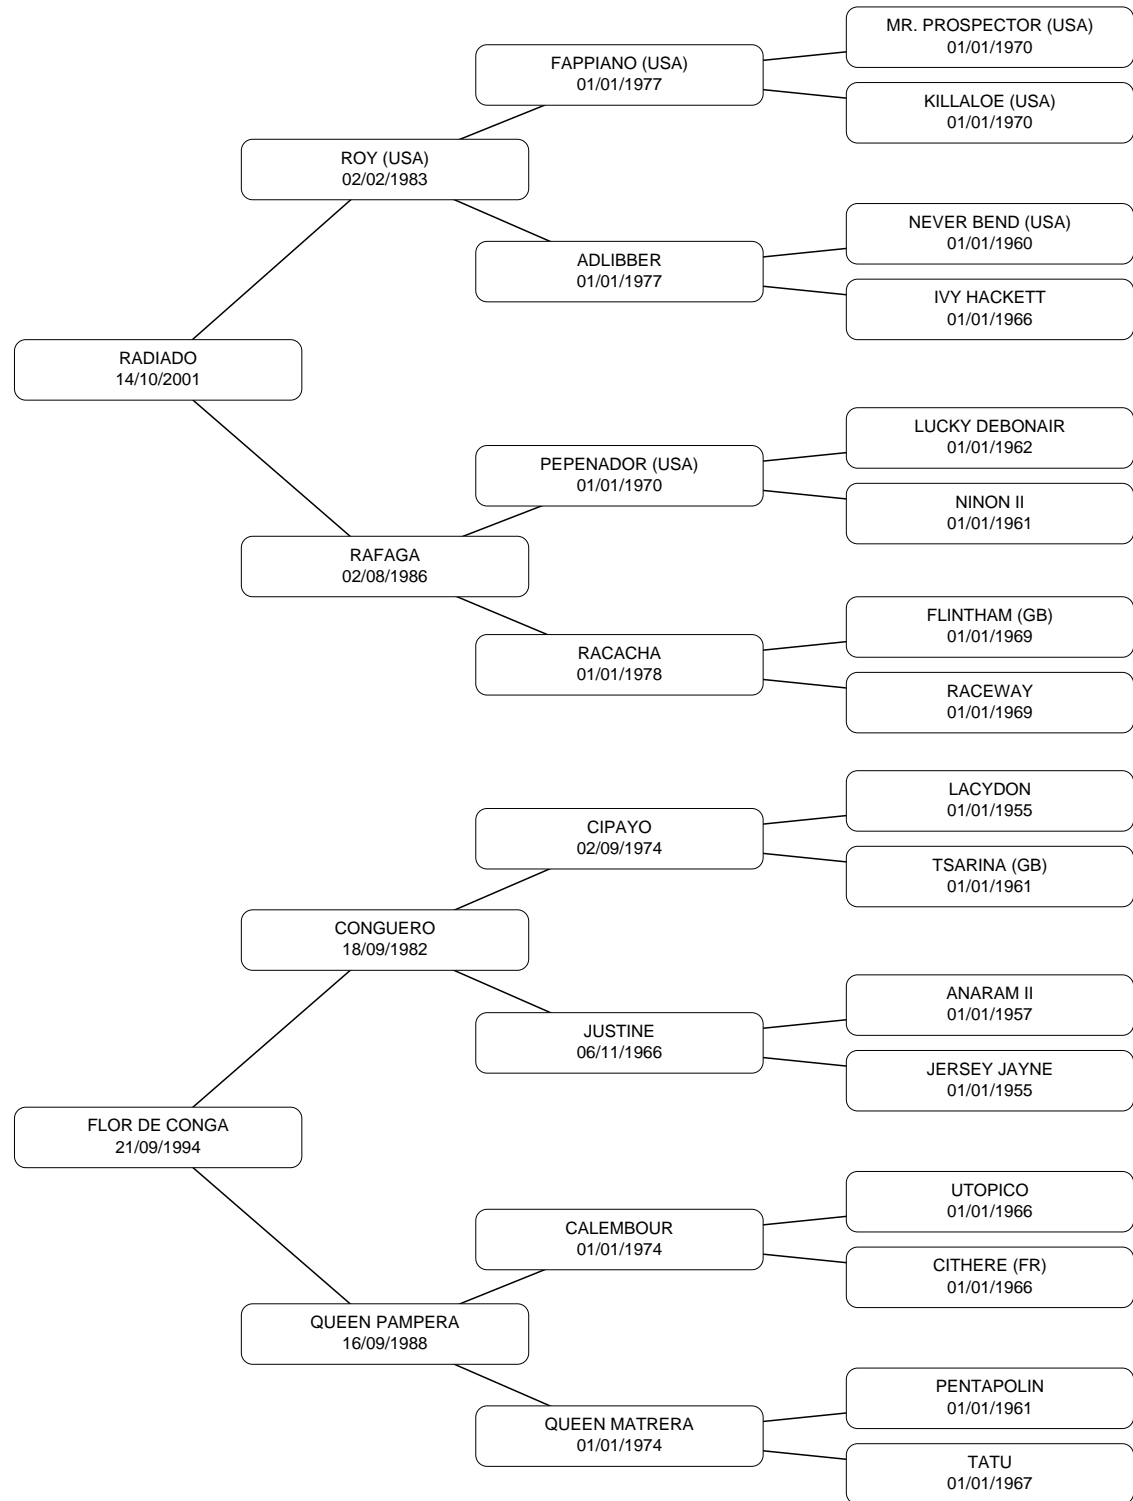 MR. PROSPECTOR (USA)
01/01/1970
FAPPIANO (USA)
01/01/1977
KILLALOE (USA)
01/01/1970
ROY (USA)
02/02/1983
NEVER BEND (USA)
01/01/1960
ADLIBBER
01/01/1977
IVY HACKETT
01/01/1966
RADIADO
14/10/2001
LUCKY DEBONAIR
01/01/1962
PEPENADOR (USA)
01/01/1970
NINON II
01/01/1961
RAFAGA
02/08/1986
FLINTHAM (GB)
01/01/1969
RACACHA
01/01/1978
RACEWAY
01/01/1969
LACYDON
01/01/1955
CIPAYO
02/09/1974
TSARINA (GB)
01/01/1961
CONGUERO
18/09/1982
ANARAM II
01/01/1957
JUSTINE
06/11/1966
JERSEY JAYNE
01/01/1955
FLOR DE CONGA
21/09/1994
UTOPICO
01/01/1966
CALEMBOUR
01/01/1974
CITHERE (FR)
01/01/1966
QUEEN PAMPERA
16/09/1988
PENTAPOLIN
01/01/1961
QUEEN MATRERA
01/01/1974
TATU
01/01/1967